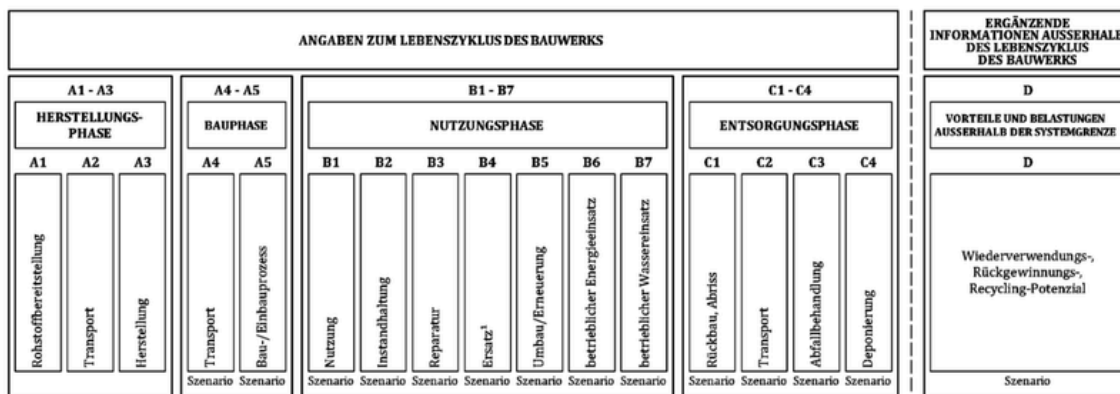 ANGABEN ZUM LEBENSZYKLUS DES BAUWERKS
ERGÄNZENDE
INFORMATIONEN AUSSERHALB
DES LEBENSZYKLUS
DES BAUWERKS
A1 - A3
A4 - A5
B1 - B7
C1 - C4
D
HERSTELLUNGS-
PHASE
BAUPHASE
NUTZUNGSPHASE
ENTSORGUNGSPHASE
VORTEILE UND BELASTUNGEN
AUSSERHALB DER SYSTEMGRENZE
A1
A2
A3
A4
A5
B1
B2
B3
B4
B5
B6
B7
C1
C2
C3
C4
D
Rohstoffbereitstellung
Transport
Herstellung
Transport
Bau-/Einbauprozess
Nutzung
Instandhaltung
Reparatur
Ersatz¹
Umbau/Erneuerung
betrieblicher Energieeinsatz
betrieblicher Wassereinsatz
Rückbau, Abriss
Transport
Abfallbehandlung
Deponierung
Wiederverwendungs-,
Rückgewinnungs-,
Recycling-Potenzial
Szenario
Szenario
Szenario
Szenario
Szenario
Szenario
Szenario
Szenario
Szenario
Szenario
Szenario
Szenario
Szenario
Szenario